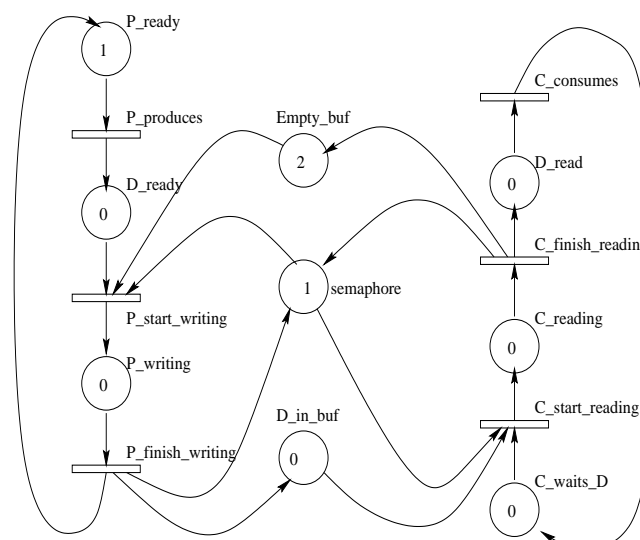 P_ready
1
P_produces
D_ready
0
P_start_writing
P_writing
0
P_finish_writing
Empty_buf
2
1
semaphore
D_in_buf
0
C_consumes
D_read
0
C_finish_readin
C_reading
0
C_start_reading
C_waits_D
0